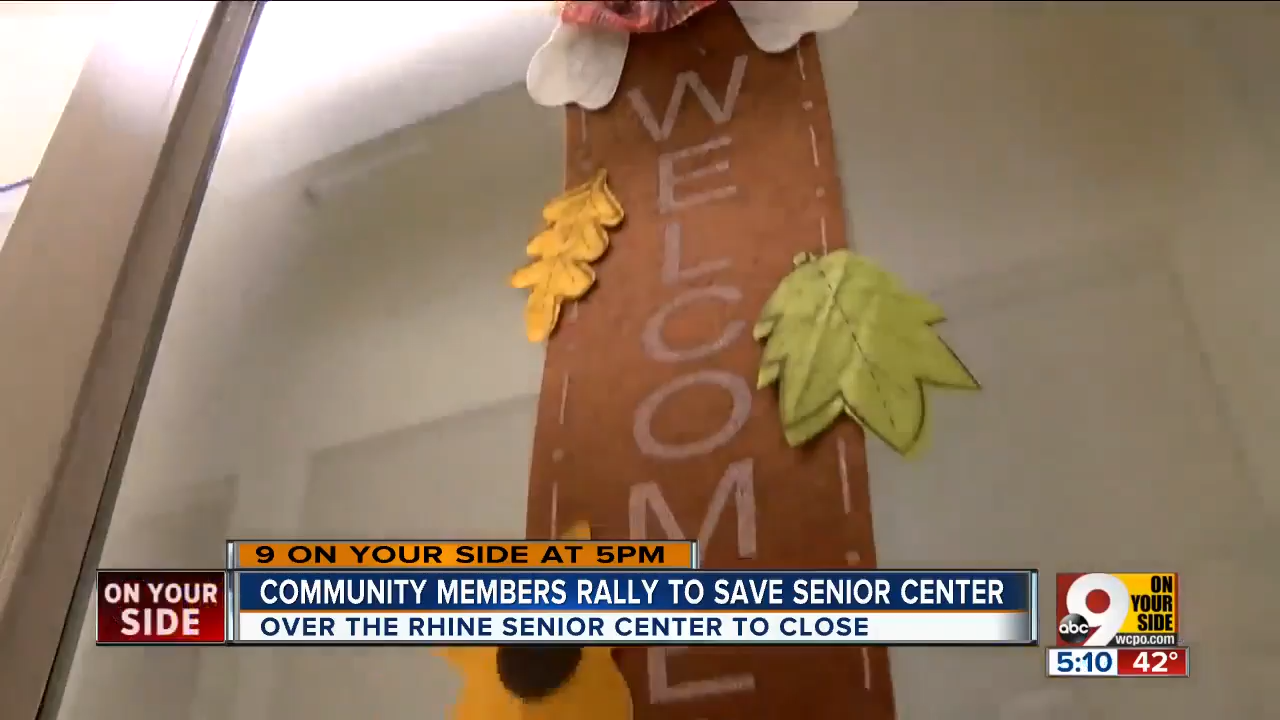 WELCOME
9 ON YOUR SIDE AT 5PM
ON YOUR
SIDE
COMMUNITY MEMBERS RALLY TO SAVE SENIOR CENTER
OVER THE RHINE SENIOR CENTER TO CLOSE
abc 9
ON
YOUR
SIDE
wcpo.com
5:10 42°